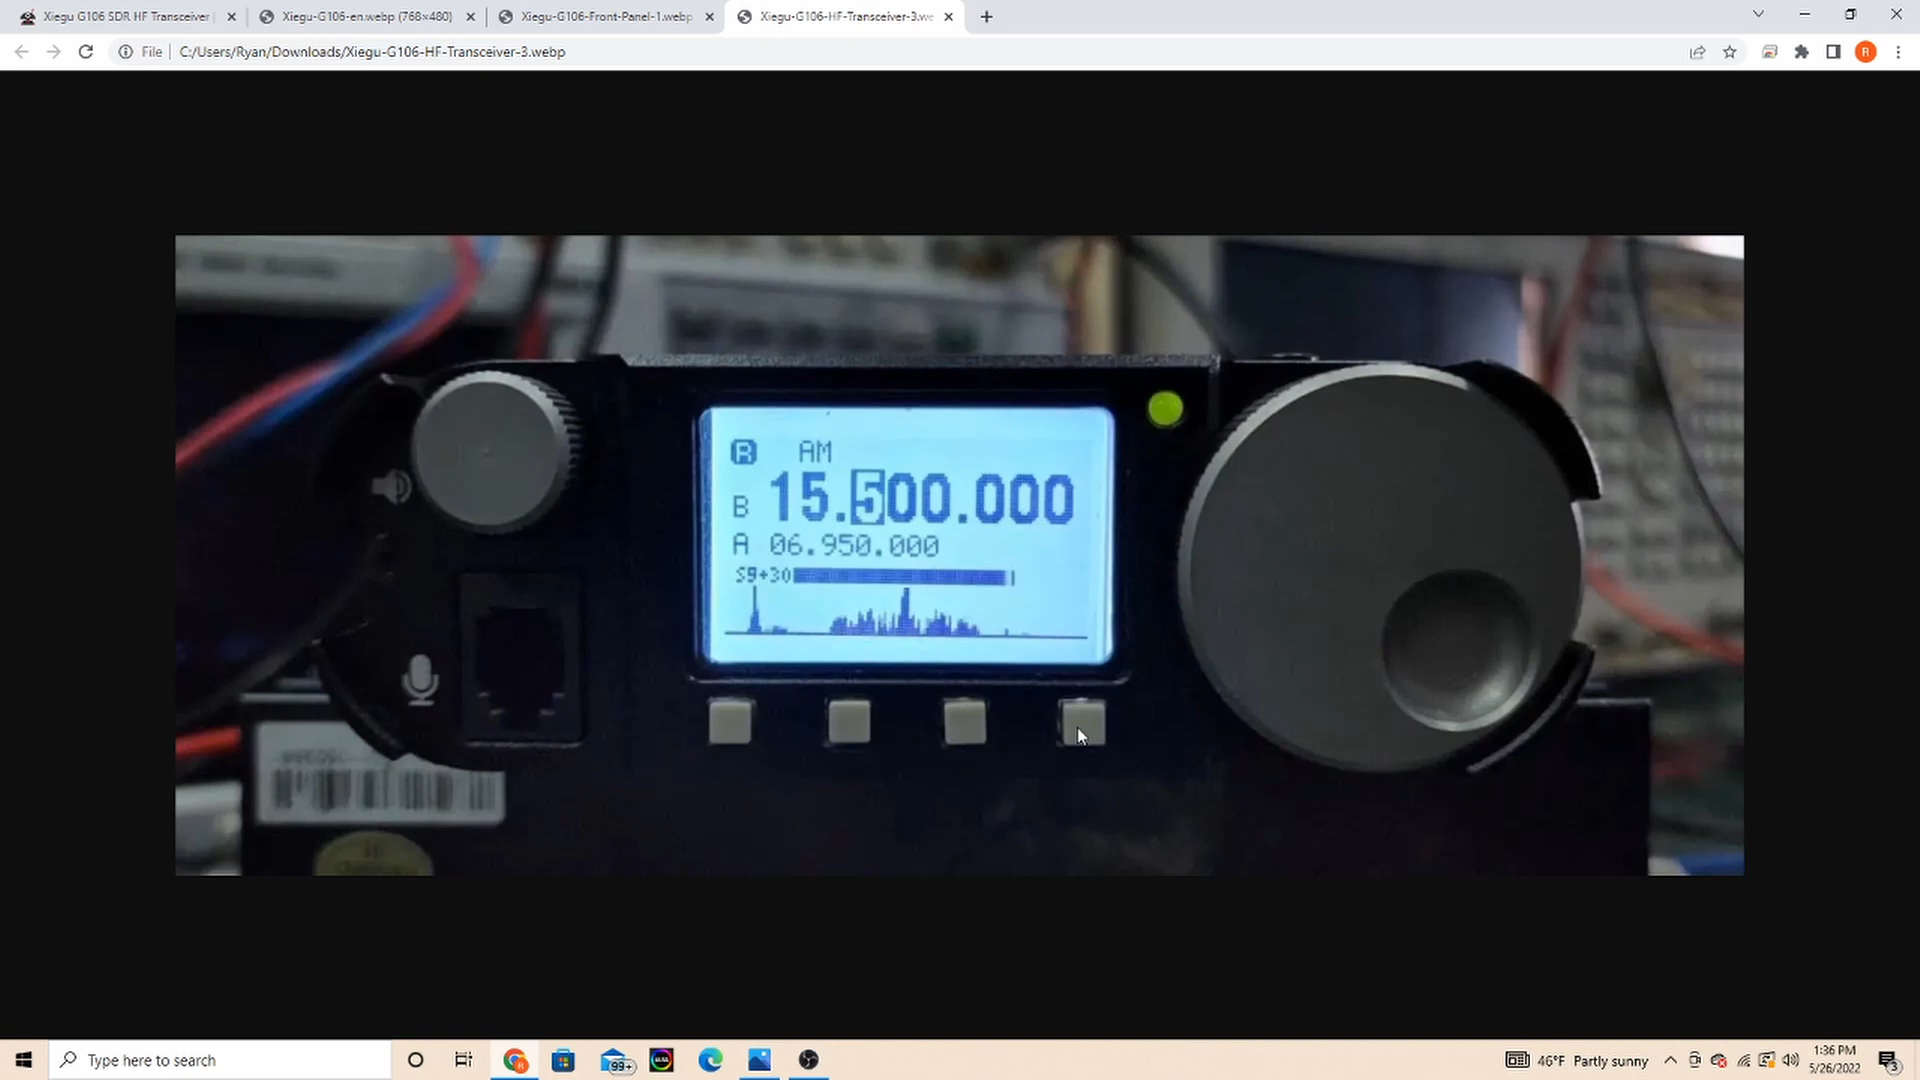 Xiegu G106 SDR HF Transceiver
Xiegu-G106-en.webp (768×480)
Xiegu-G106-Front-Panel-1.webp
Xiegu-G106-HF-Transceiver-3.we
File
C:/Users/Ryan/Downloads/Xiegu-G106-HF-Transceiver-3.webp
R
R AM
B 15.500.000
A 06.950.000
S9+30
Type here to search
99+
46°F Partly sunny
1:36 PM
5/26/2022
3